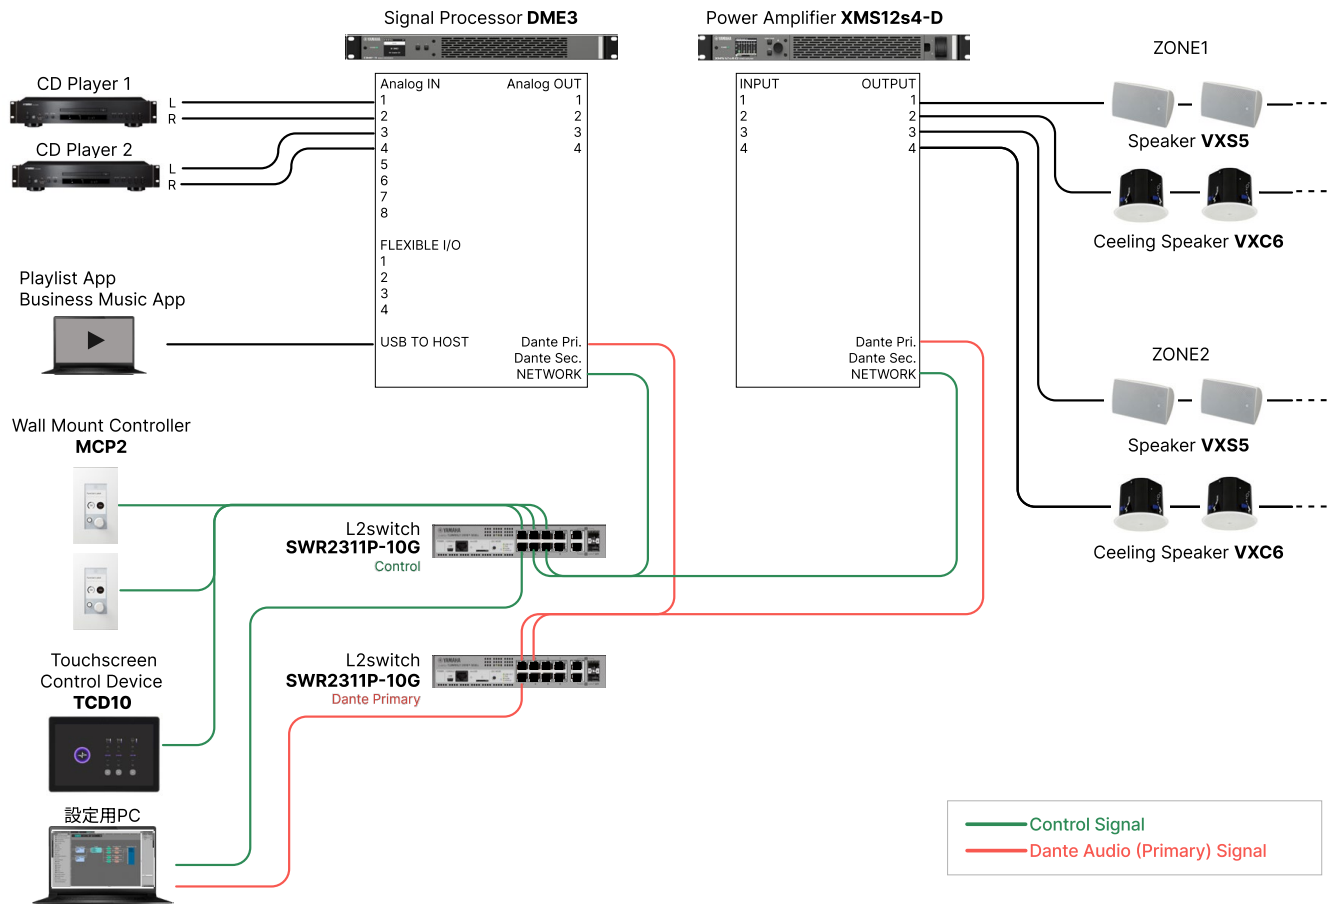 Signal Processor DME3
Power Amplifier XMS12s4-D
CD Player 1
L
R
CD Player 2
L
R
Playlist App
Business Music App
Analog IN
1
2
3
4
5
6
7
8
FLEXIBLE I/O
1
2
3
4
USB TO HOST
Analog OUT
1
2
3
4
Dante Pri.
Dante Sec.
NETWORK
INPUT
1
2
3
4
OUTPUT
1
2
3
4
Dante Pri.
Dante Sec.
NETWORK
ZONE1
Speaker VXS5
Ceeling Speaker VXC6
ZONE2
Speaker VXS5
Ceeling Speaker VXC6
Wall Mount Controller
MCP2
L2switch
SWR2311P-10G
Control
YAMAHA
L2switch
SWR2311P-10G
Dante Primary
YAMAHA
Touchscreen
Control Device
TCD10
設定用PC
Control Signal
Dante Audio (Primary) Signal